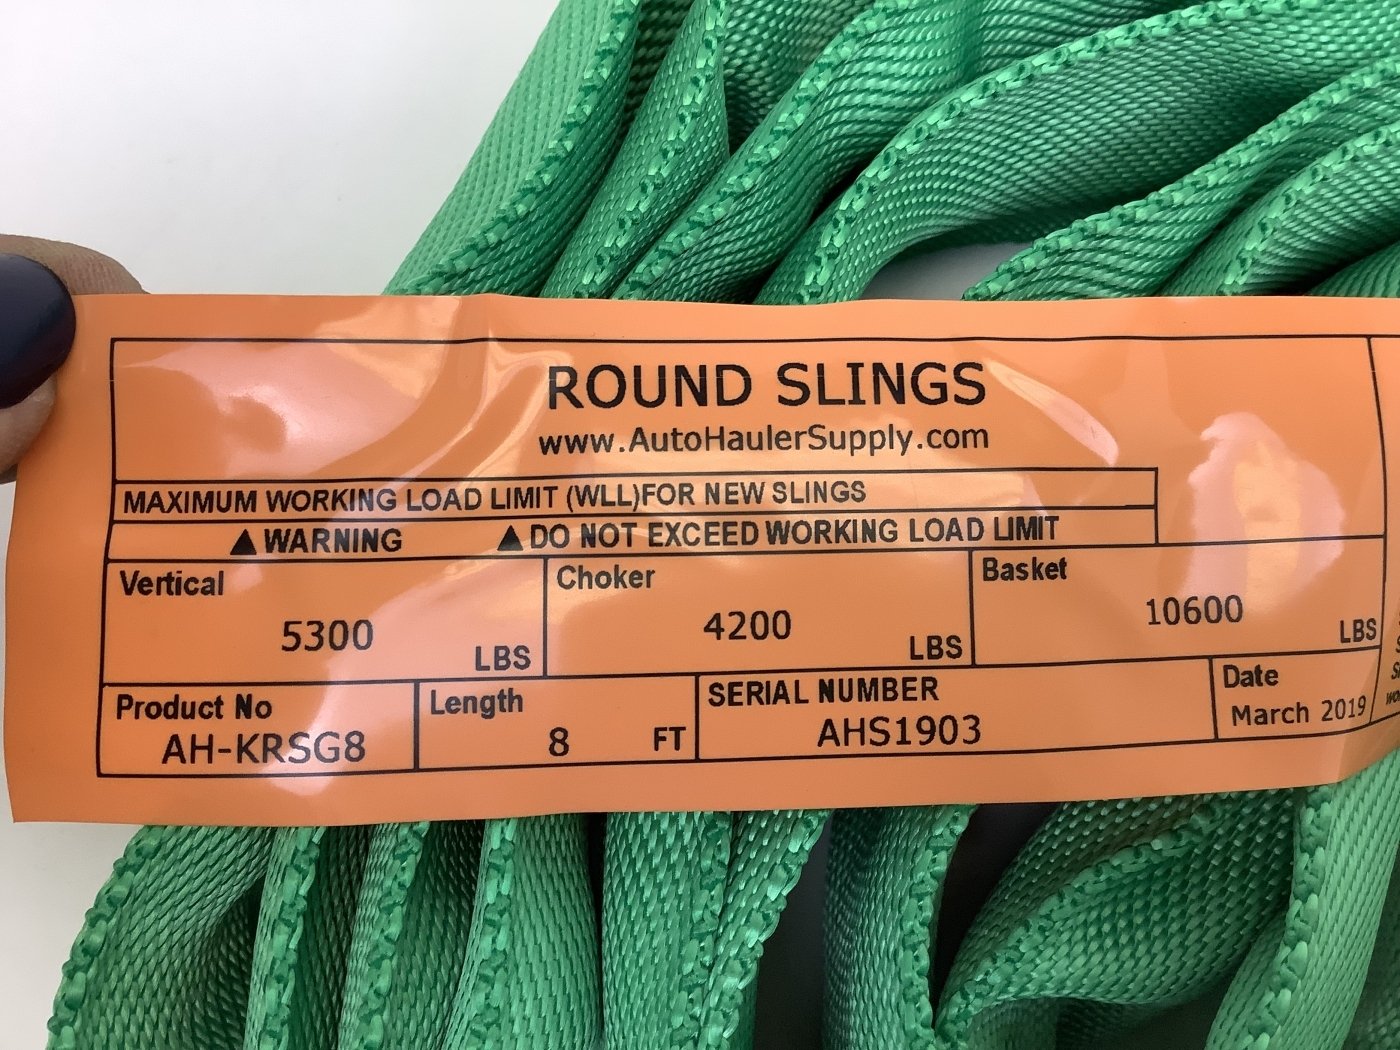 ROUND SLINGS
www.AutoHaulerSupply.com
MAXIMUM WORKING LOAD LIMIT (WLL)FOR NEW SLINGS
▲WARNING ▲DO NOT EXCEED WORKING LOAD LIMIT
Vertical Choker Basket
5300 LBS 4200 LBS 10600 LBS
Product No Length SERIAL NUMBER Date
AH-KRSG8 8 FT AHS1903 March 2019